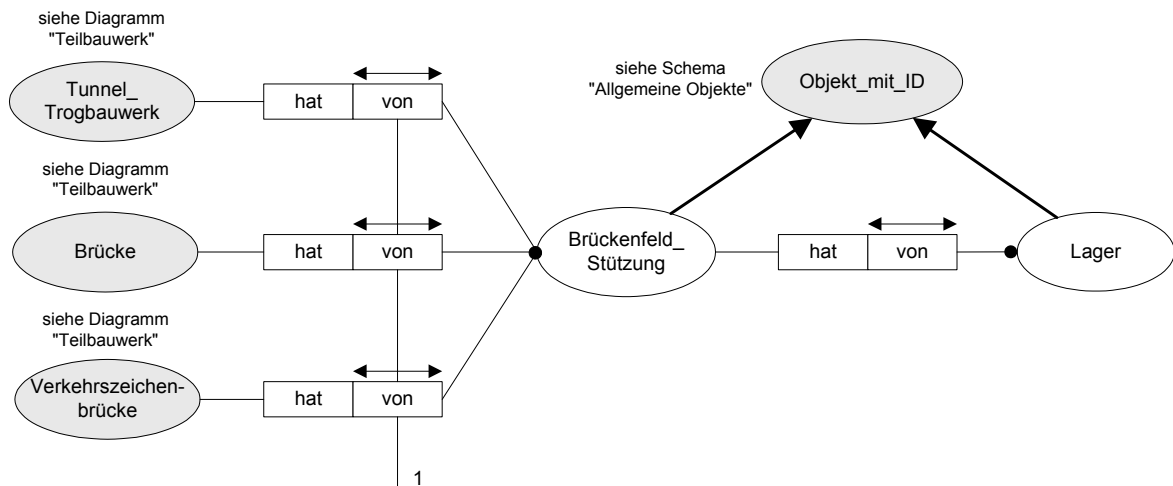 siehe Diagramm
"Teilbauwerk"
Tunnel_
Trogbauwerk
hat
von
siehe Schema
"Allgemeine Objekte"
Objekt_mit_ID
siehe Diagramm
"Teilbauwerk"
Brücke
hat
von
Brückenfeld_
Stützung
hat
von
Lager
siehe Diagramm
"Teilbauwerk"
Verkehrszeichen-
brücke
hat
von
1